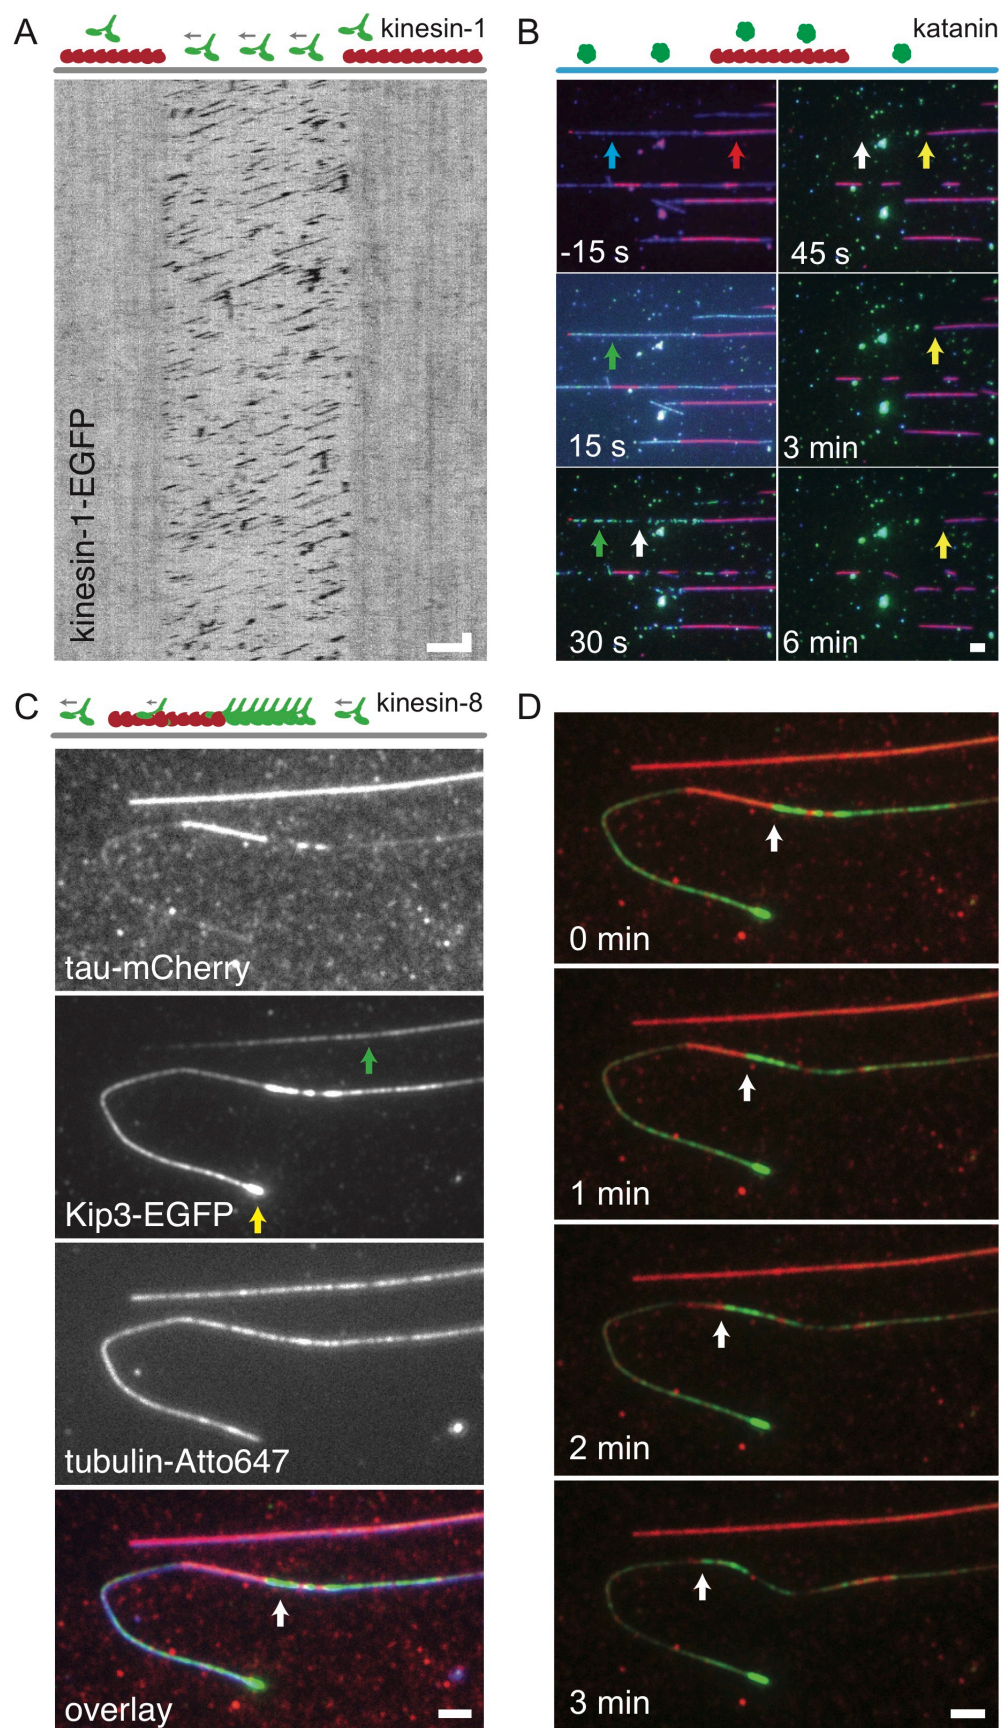 A
kinesin-1
kinesin-1-EGFP
B
katanin
-15 s
45 s
15 s
3 min
30 s
6 min
C
kinesin-8
tau-mCherry
Kip3-EGFP
tubulin-Atto647
overlay
D
0 min
1 min
2 min
3 min